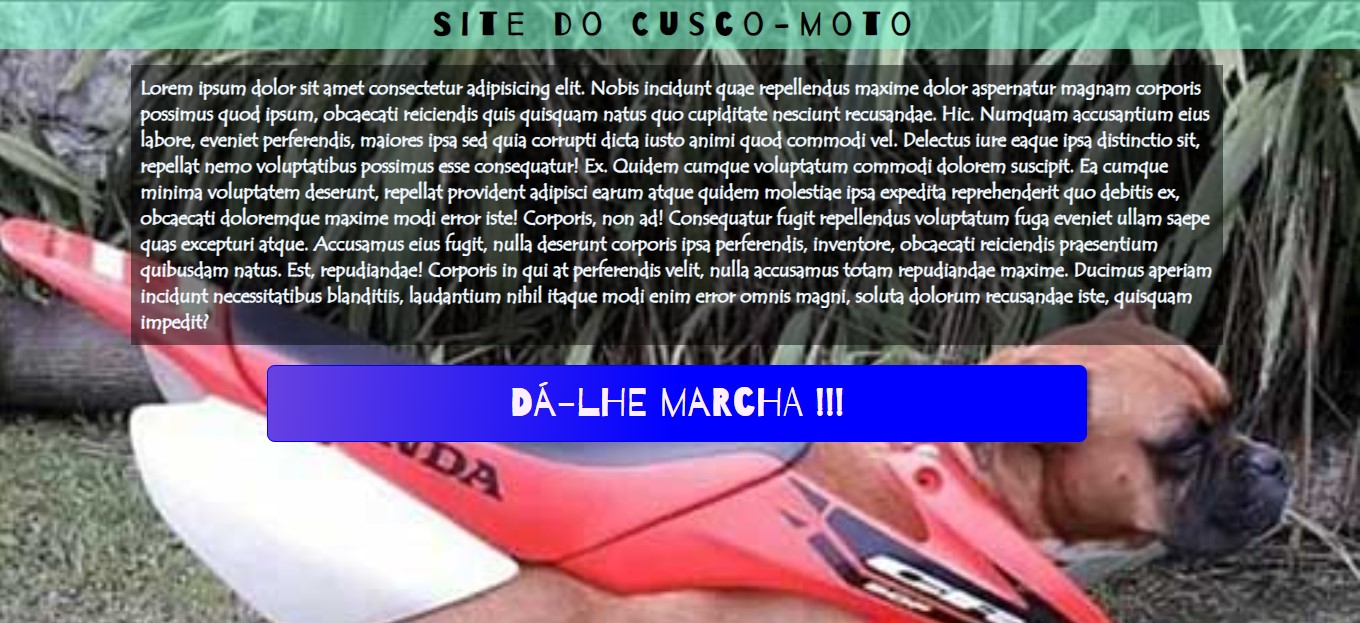 SITE DO CUSCO-MOTO
Lorem ipsum dolor sit amet consectetur adipisicing elit. Nobis incidunt quae repellendus maxime dolor aspernatur magnam corporis
possimus quod ipsum, obcaecati reiciendis quis quisquam natus quo cupiditate nesciunt recusandae. Hic. Numquam accusantium eius
labore, eveniet perferendis, maiores ipsa sed quia corrupti dicta iusto animi quod commodi vel. Delectus iure eaque ipsa distinctio sit,
repellat nemo voluptatibus possimus esse consequatur! Ex. Quidem cumque voluptatum commodi dolorem suscipit. Ea cumque
minima voluptatem deserunt, repellat provident adipisci earum atque quidem molestiae ipsa expedita reprehenderit quo debitis ex,
obcaecati doloremque maxime modi error iste! Corporis, non ad! Consequatur fugit repellendus voluptatum fuga eveniet ullam saepe
quas excepturi atque. Accusamus eius fugit, nulla deserunt corporis ipsa perferendis, inventore, obcaecati reiciendis praesentium
quibusdam natus. Est, repudiandae! Corporis in qui at perferendis velit, nulla accusamus totam repudiandae maxime. Ducimus aperiam
incidunt necessitatibus blanditiis, laudantium nihil itaque modi enim error omnis magni, soluta dolorum recusandae iste, quisquam
impedit?
DÁ-LHE MARCHA !!!
NDA